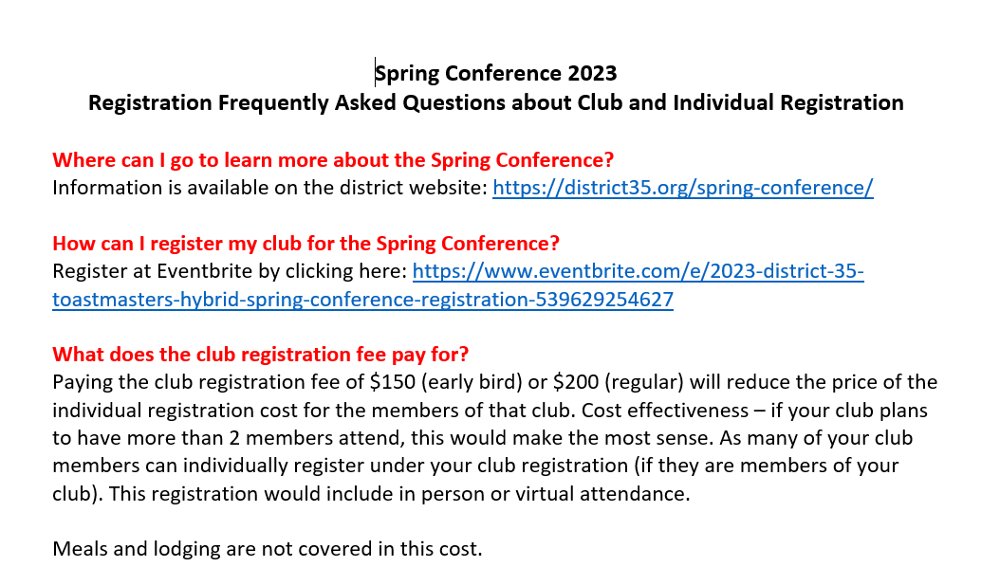 Spring Conference 2023
Registration Frequently Asked Questions about Club and Individual Registration
Where can I go to learn more about the Spring Conference?
Information is available on the district website: https://district35.org/spring-conference/
How can I register my club for the Spring Conference?
Register at Eventbrite by clicking here: https://www.eventbrite.com/e/2023-district-35-
toastmasters-hybrid-spring-conference-registration-539629254627
What does the club registration fee pay for?
Paying the club registration fee of $150 (early bird) or $200 (regular) will reduce the price of the
individual registration cost for the members of that club. Cost effectiveness – if your club plans
to have more than 2 members attend, this would make the most sense. As many of your club
members can individually register under your club registration (if they are members of your
club). This registration would include in person or virtual attendance.
Meals and lodging are not covered in this cost.